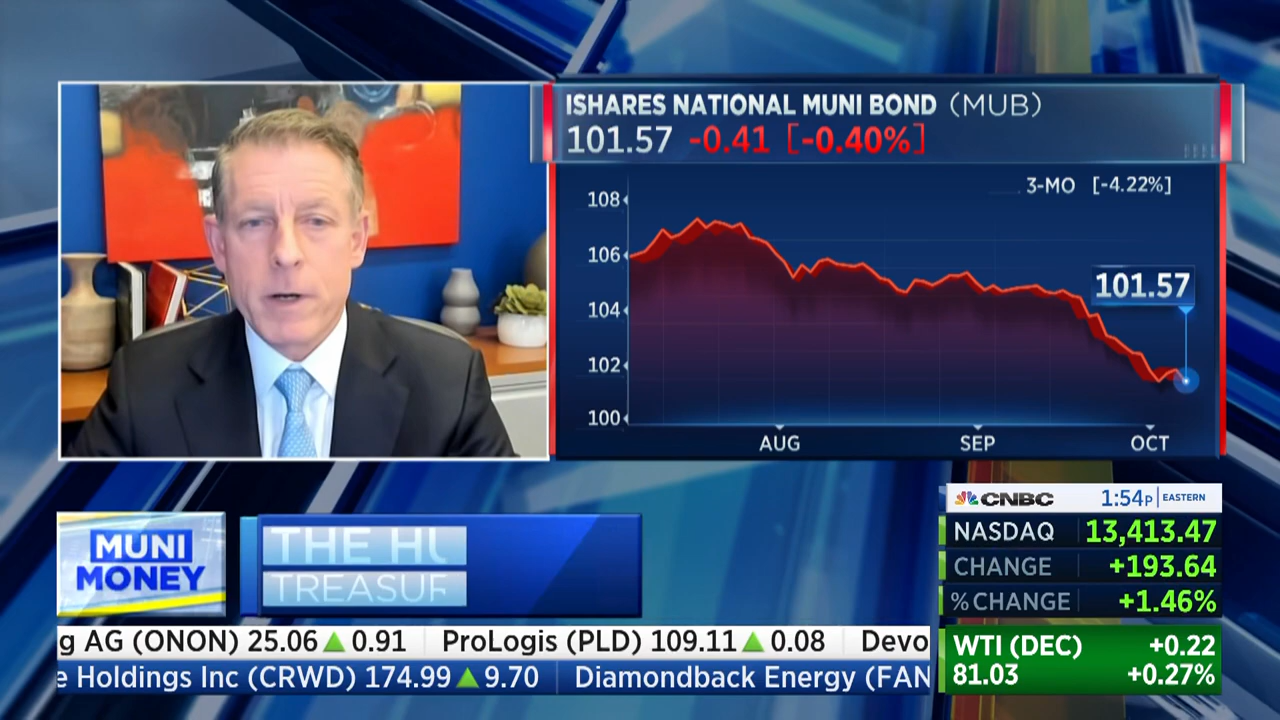 ISHARES NATIONAL MUNI BOND (MUB)
101.57 -0.41 [-0.40%]
3-MO [-4.22%]
108
106
104
102
100
101.57
AUG SEP OCT
MUNI
MONEY
THE HU
TREASUR
CNBC 1:54P EASTERN
NASDAQ 13,413.47
CHANGE +193.64
% CHANGE +1.46%
WTI (DEC) +0.22
81.03 +0.27%
g AG (ONON) 25.06 ▲ 0.91 ProLogis (PLD) 109.11 ▲ 0.08 Devo
e Holdings Inc (CRWD) 174.99 ▲ 9.70 Diamondback Energy (FAN